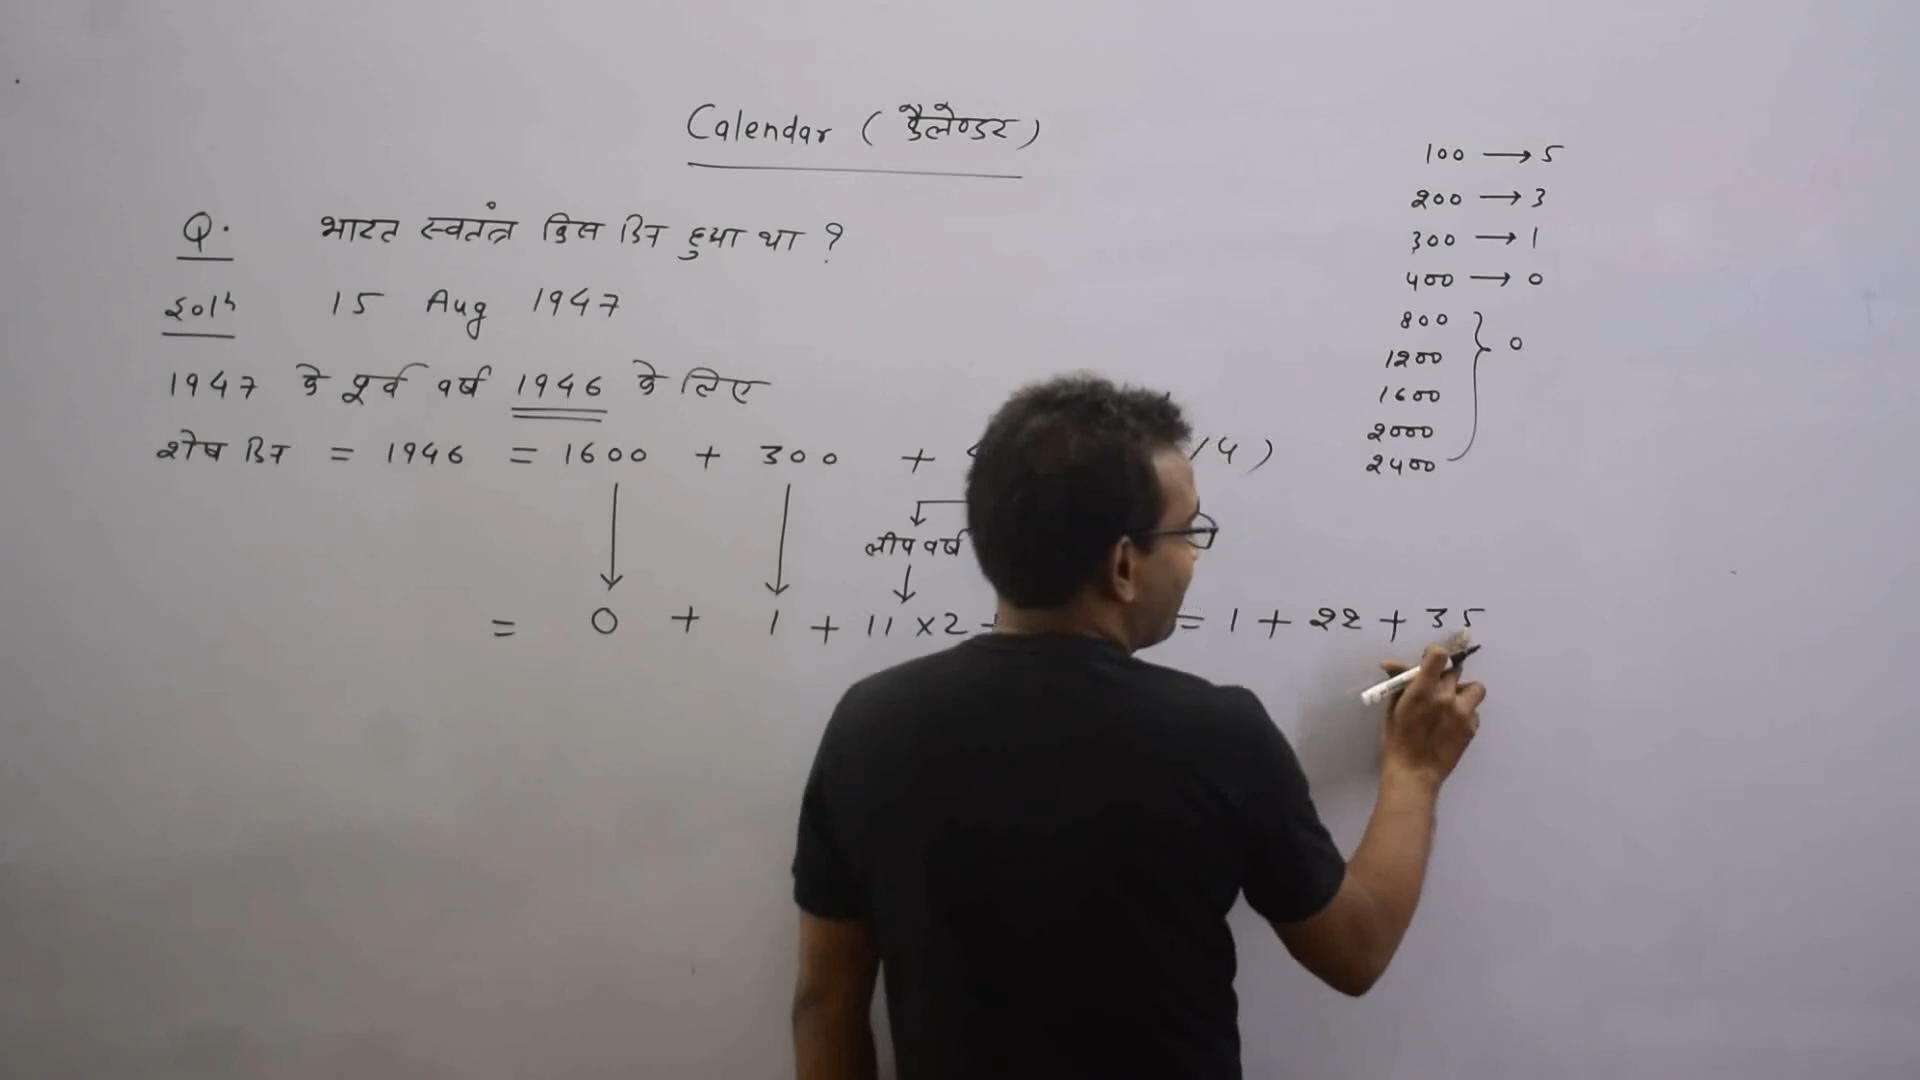 Calendar ( कैलेण्डर )
Q. भारत स्वतंत्र किस दिन हुआ था ?
Solⁿ 15 Aug 1947
1947 के पूर्व वर्ष 1946 के लिए
शेष दिन = 1946 = 1600 + 300 + /4 )
लीप वर्ष
= 0 + 1 + 11 x 2 = 1 + 22 + 35
100 → 5
200 → 3
300 → 1
400 → 0
800
1200
1600
2000
2400
} 0